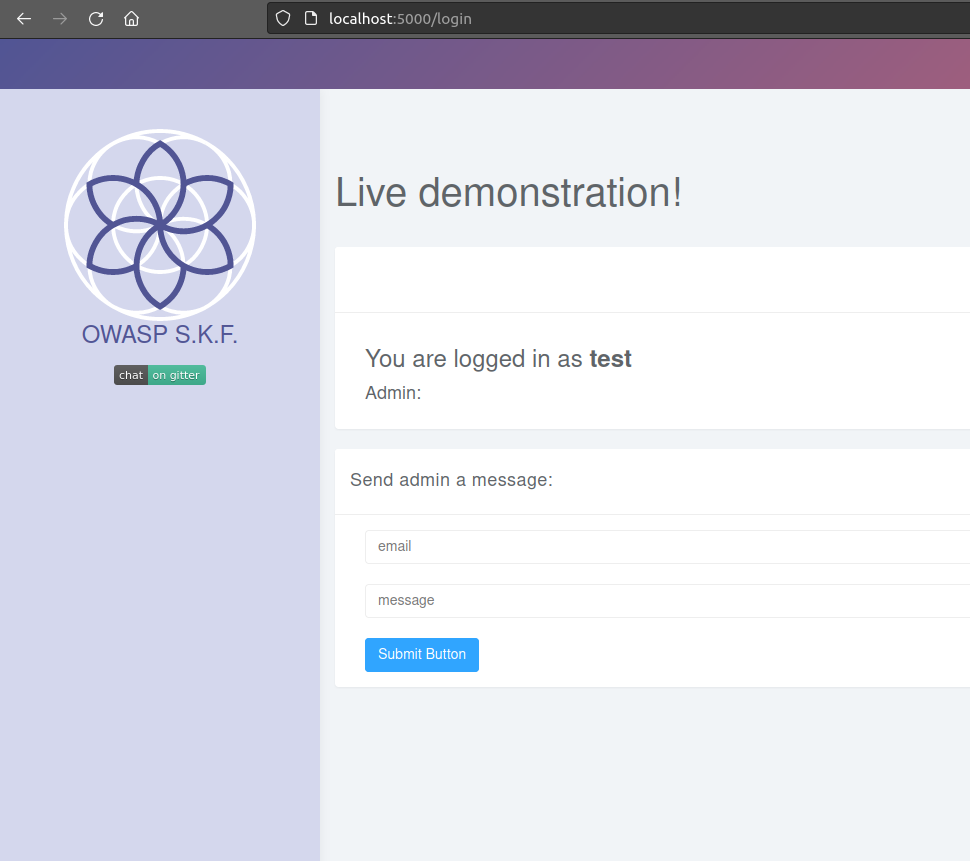 localhost:5000/login
OWASP S.K.F.
chat on gitter
Live demonstration!
You are logged in as test
Admin:
Send admin a message:
email
message
Submit Button